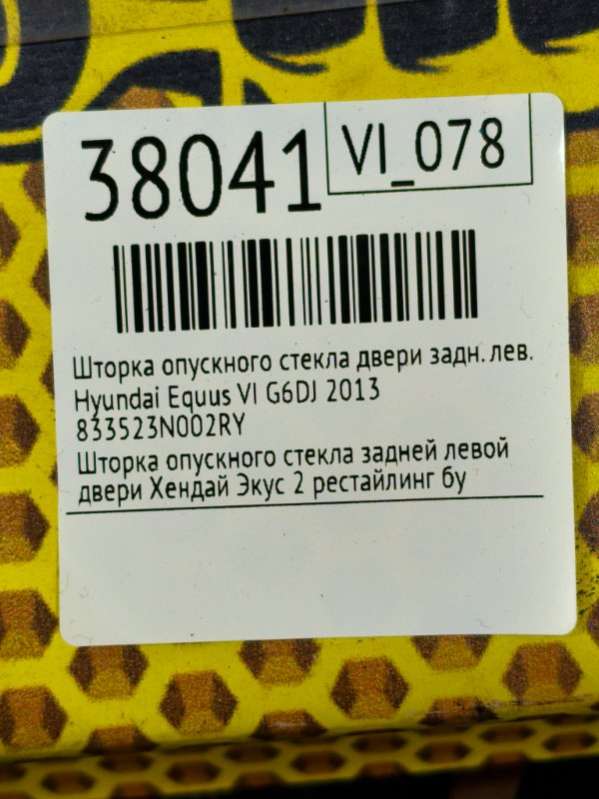 38041
VI_078
Шторка опускного стекла двери задн. лев.
Hyundai Equus VI G6DJ 2013
833523N002RY
Шторка опускного стекла задней левой
двери Хендай Экус 2 рестайлинг бу